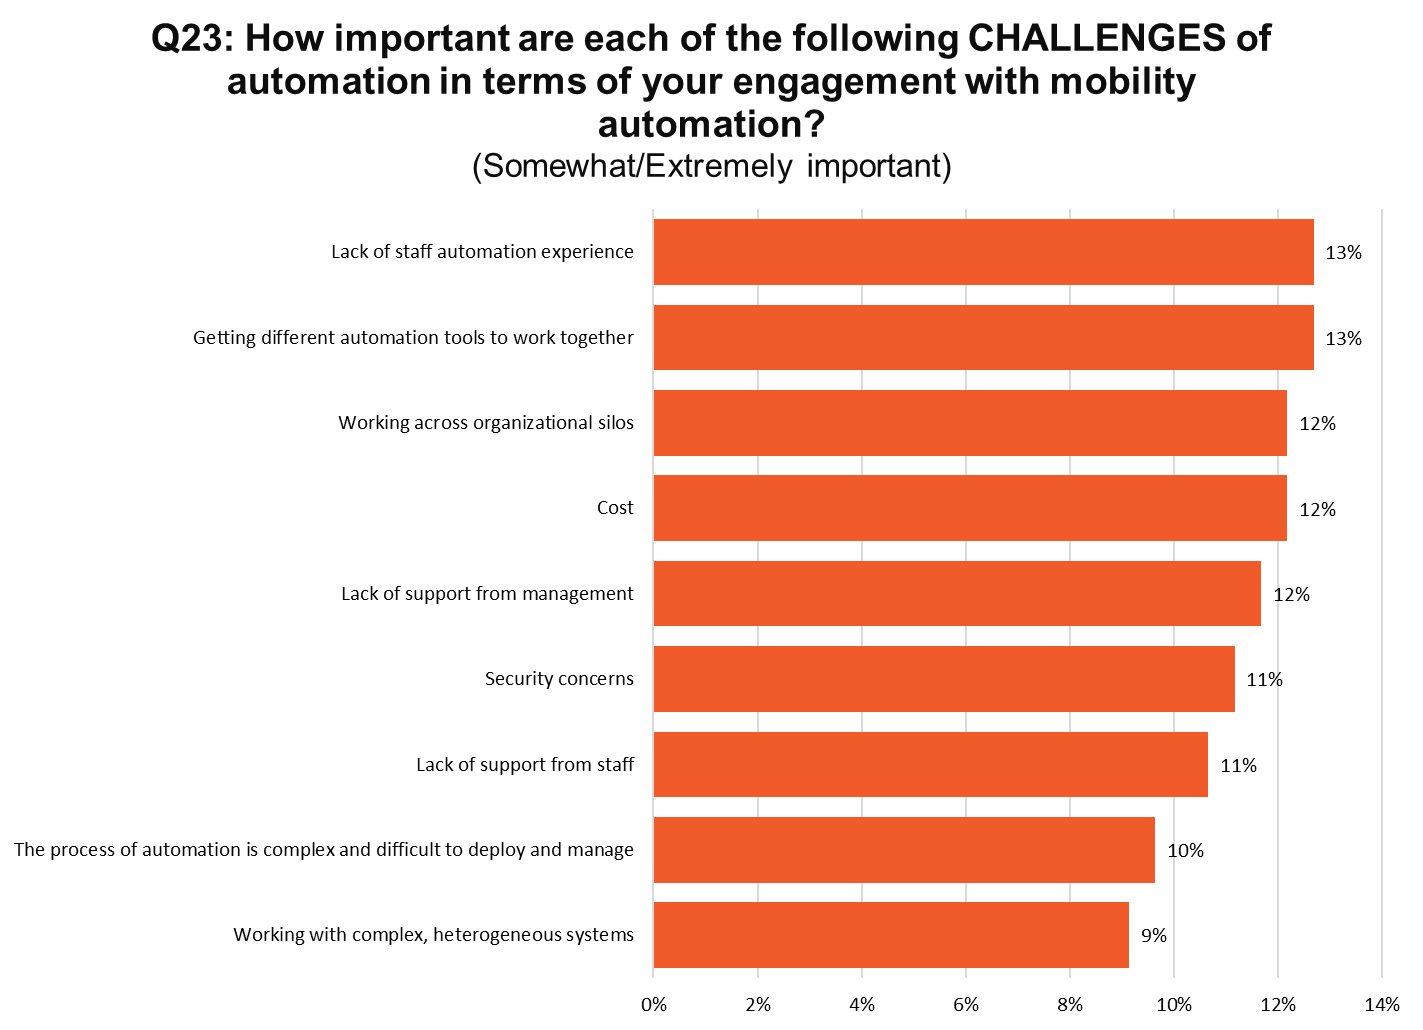 Q23: How important are each of the following CHALLENGES of
automation in terms of your engagement with mobility
automation?
(Somewhat/Extremely important)
Lack of staff automation experience 13%
Getting different automation tools to work together 13%
Working across organizational silos 12%
Cost 12%
Lack of support from management 12%
Security concerns 11%
Lack of support from staff 11%
The process of automation is complex and difficult to deploy and manage 10%
Working with complex, heterogeneous systems 9%
0% 2% 4% 6% 8% 10% 12% 14%